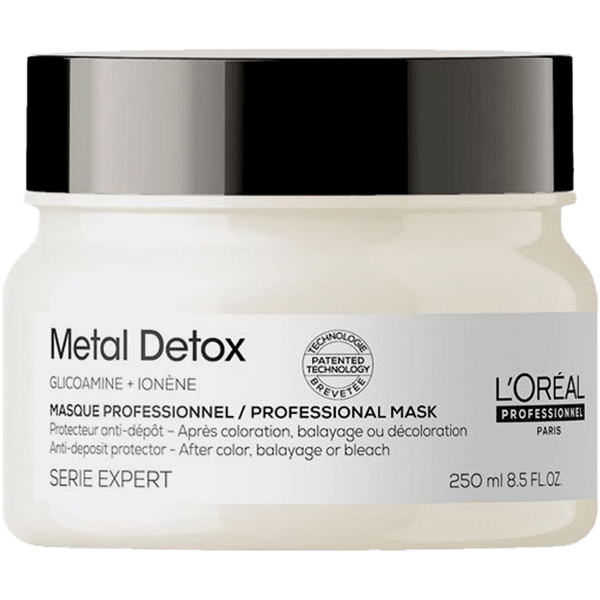 Metal Detox
GLICOAMINE + IONÈNE
TECHNOLOGIE
PATENTED
TECHNOLOGY
BREVETÉE
MASQUE PROFESSIONNEL / PROFESSIONAL MASK
Protecteur anti-dépôt – Après coloration, balayage ou décoloration
Anti-deposit protector – After color, balayage or bleach
SERIE EXPERT
L'ORÉAL
PROFESSIONNEL
PARIS
250 ml 8.5 FL.OZ.